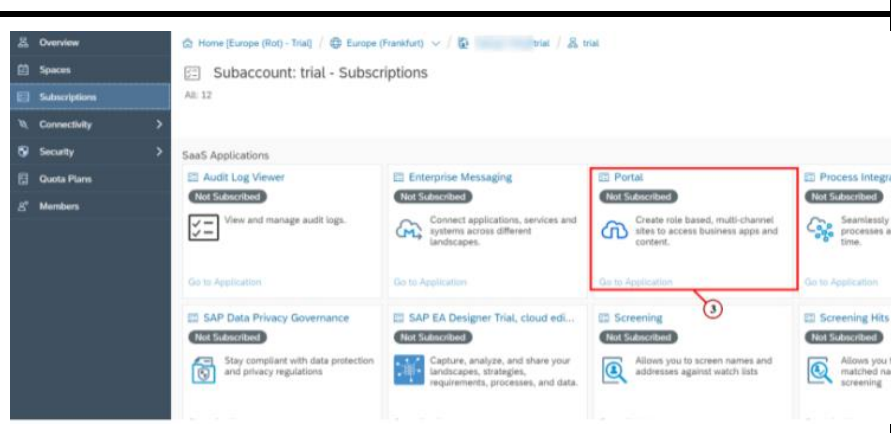 Overview
Spaces
Subscriptions
Connectivity
Security
Quota Plans
Members
Home [Europe (Rot) - Trial] / Europe (Frankfurt) / trial / trial
Subaccount: trial - Subscriptions
All: 12
SaaS Applications
Audit Log Viewer
Not Subscribed
View and manage audit logs.
Go to Application
Enterprise Messaging
Not Subscribed
Connect applications, services and
systems across different
landscapes.
Go to Application
Portal
Not Subscribed
Create role based, multi-channel
sites to access business apps and
content.
Go to Application
3
Process Integra
Not Subscribed
Seamlessly
processes a
time.
Go to Application
SAP Data Privacy Governance
Not Subscribed
Stay compliant with data protection
and privacy regulations
SAP EA Designer Trial, cloud edi...
Not Subscribed
Capture, analyze, and share your
landscapes, strategies,
requirements, processes, and data.
Screening
Not Subscribed
Allows you to screen names and
addresses against watch lists
Screening Hits
Not Subscribed
Allows you t
matched na
screening